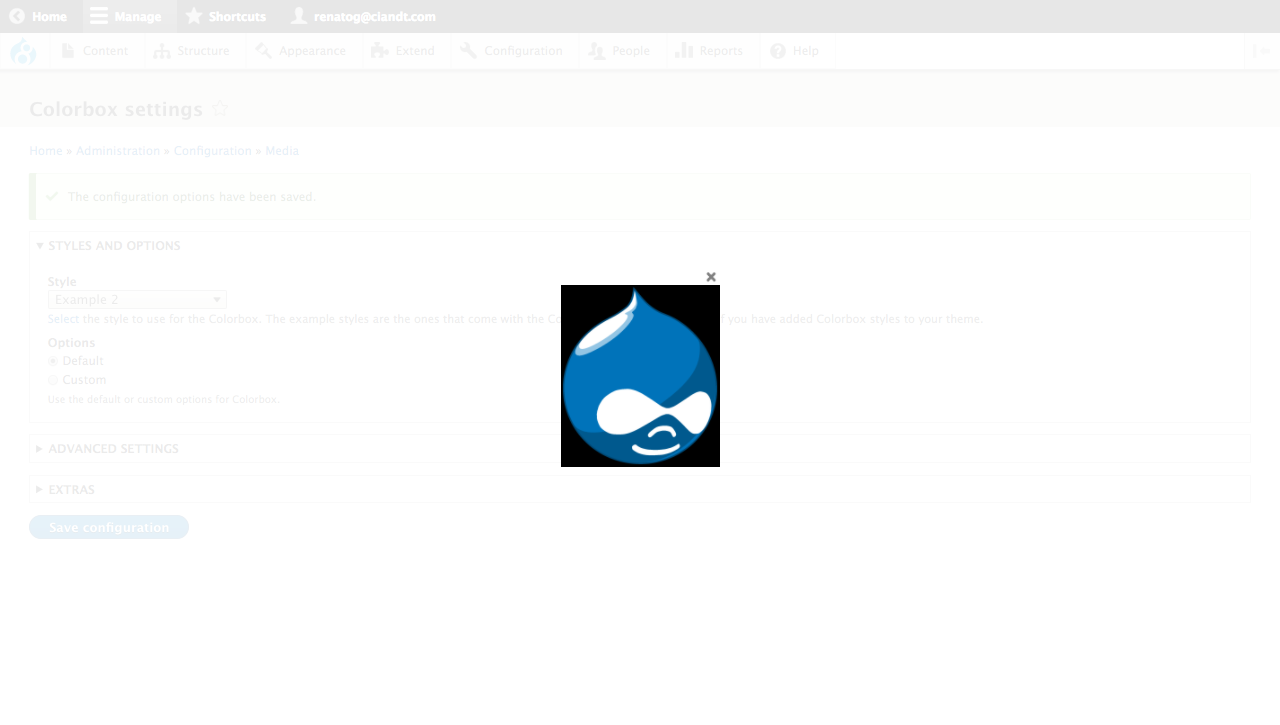 Home Manage Shortcuts renatog@clandt.com
Content Structure Appearance Extend Configuration People Reports Help
Colorbox settings
Home » Administration » Configuration » Media
The configuration options have been saved.
STYLES AND OPTIONS
Style
Example 2
Select the style to use for the Colorbox. The example styles are the ones that come with the Co f you have added Colorbox styles to your theme.
Options
Default
Custom
Use the default or custom options for Colorbox.
ADVANCED SETTINGS
EXTRAS
Save configuration